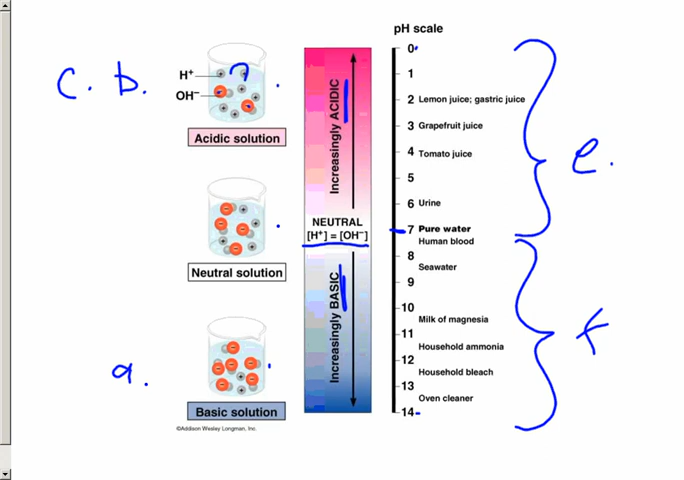 pH scale
c. b.
H+
OH−
Acidic solution
Neutral solution
a.
Basic solution
©Addison Wesley Longman, Inc.
Increasingly ACIDIC
NEUTRAL
[H+] = [OH−]
Increasingly BASIC
0
1
2 Lemon juice; gastric juice
3 Grapefruit juice
4 Tomato juice
5
6 Urine
7 Pure water
Human blood
8 Seawater
9
10 Milk of magnesia
11 Household ammonia
12 Household bleach
13 Oven cleaner
14
e.
f